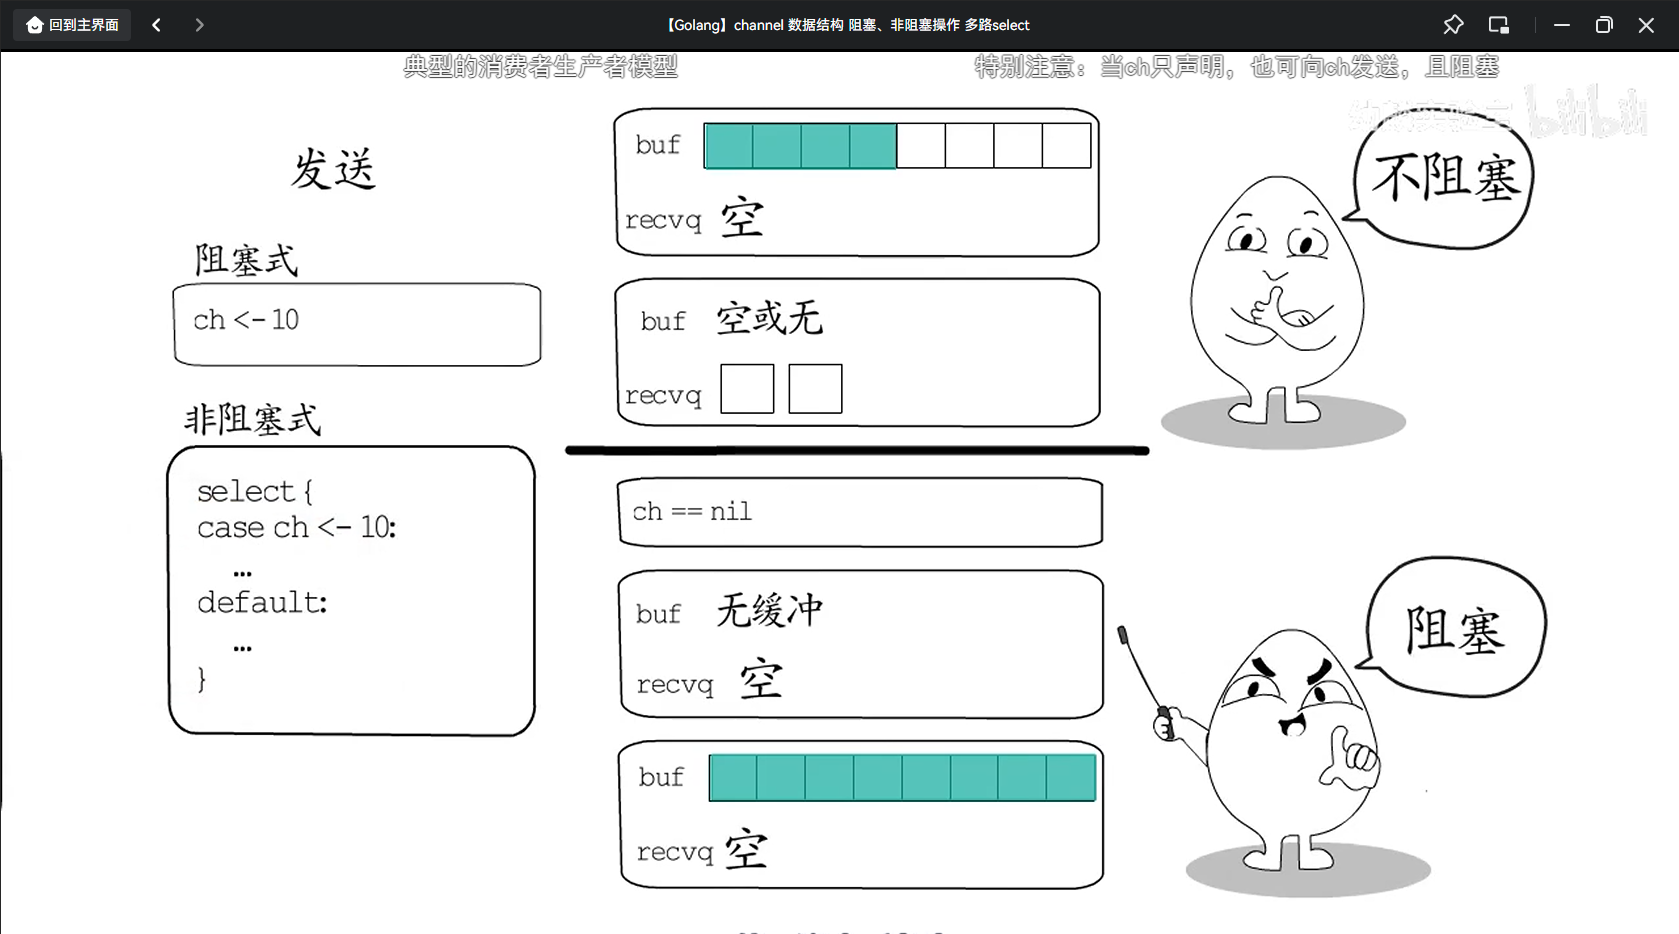 回到主界面
【Golang】channel 数据结构 阻塞、非阻塞操作 多路select
典型的消费者生产者模型
特别注意：当ch只声明，也可向ch发送，且阻塞
bilibili
发送
阻塞式
ch <- 10
非阻塞式
select {
case ch <- 10:
...
default:
...
}
buf
recvq 空
buf 空或无
recvq
不阻塞
ch == nil
buf 无缓冲
recvq 空
buf
recvq 空
阻塞